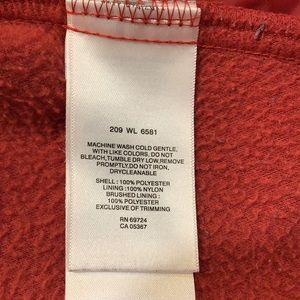 209 WL 6581
MACHINE WASH COLD GENTLE,
WITH LIKE COLORS, DO NOT
BLEACH,TUMBLE DRY LOW,REMOVE
PROMPTLY,DO NOT IRON,
DRYCLEANABLE
SHELL : 100% POLYESTER
LINING : 100% NYLON
BRUSHED LINING :
100% POLYESTER
EXCLUSIVE OF TRIMMING
RN 69724
CA 05367